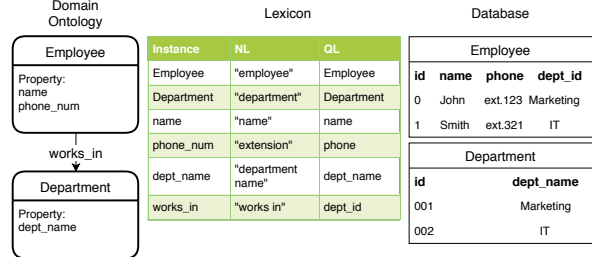 Domain
Ontology
Employee
Property:
name
phone_num
works_in
Department
Property:
dept_name
Lexicon
Instance NL QL
Employee "employee" Employee
Department "department" Department
name "name" name
phone_num "extension" phone
dept_name "department name" dept_name
works_in "works in" dept_id
Database
Employee
id name phone dept_id
0 John ext.123 Marketing
1 Smith ext.321 IT
Department
id dept_name
001 Marketing
002 IT